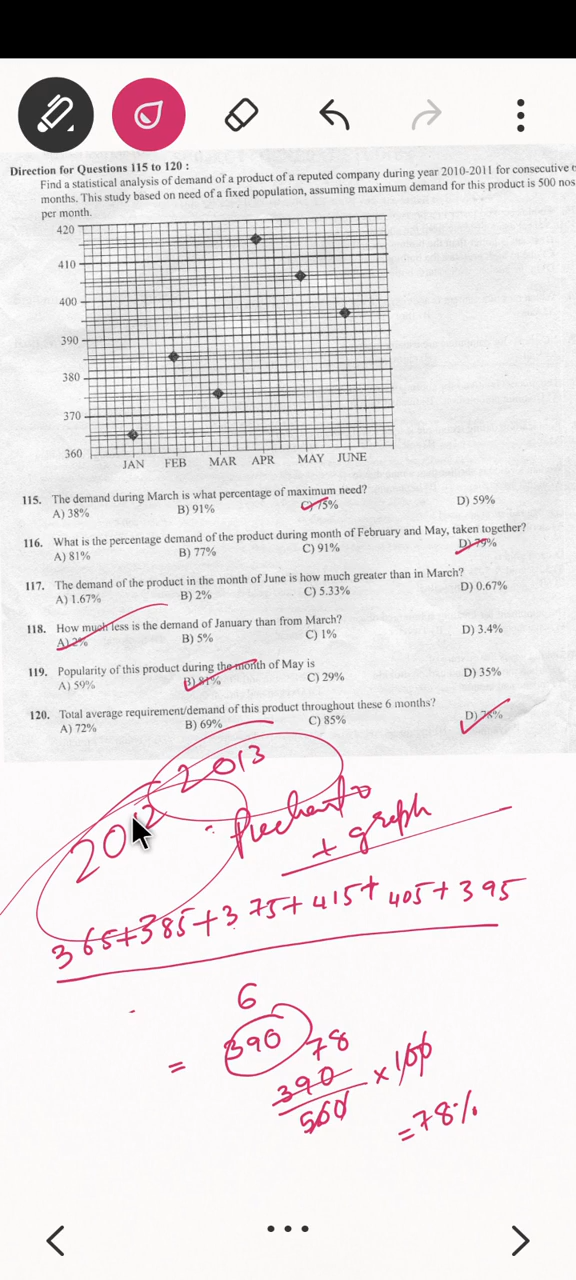 Direction for Questions 115 to 120 :
Find a statistical analysis of demand of a product of a reputed company during year 2010-2011 for consecutive
months. This study based on need of a fixed population, assuming maximum demand for this product is 500 nos
per month.
420
410
400
390
380
370
360
JAN FEB MAR APR MAY JUNE
115. The demand during March is what percentage of maximum need?
A) 38% B) 91% C) 75% D) 59%
116. What is the percentage demand of the product during month of February and May, taken together?
A) 81% B) 77% C) 91% D) 79%
117. The demand of the product in the month of June is how much greater than in March?
A) 1.67% B) 2% C) 5.33% D) 0.67%
118. How much less is the demand of January than from March?
A) 2% B) 5% C) 1% D) 3.4%
119. Popularity of this product during the month of May is
A) 59% B) 81% C) 29% D) 35%
120. Total average requirement/demand of this product throughout these 6 months?
A) 72% B) 69% C) 85% D) 78%
2013
2012 :
+ graph
365+385+375+415+405+395
6
= 390 78
390 × 100
500
=78%